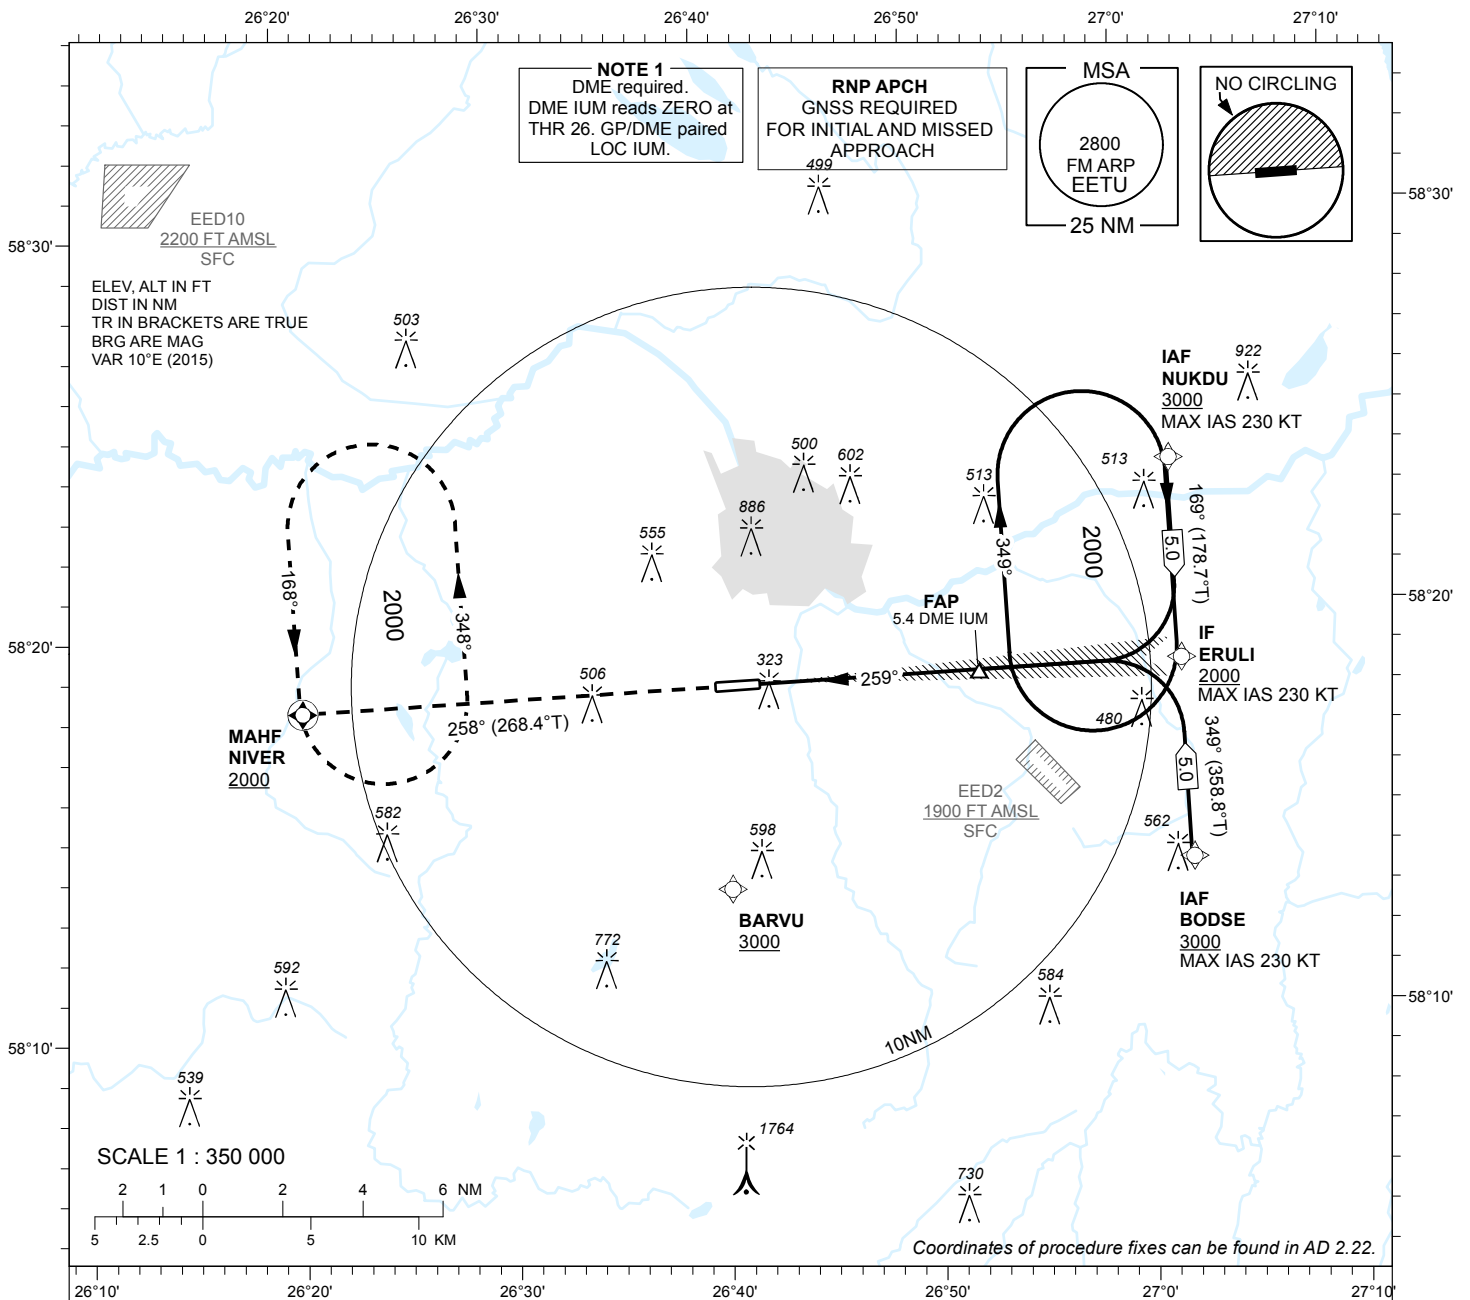 26°20'
26°30'
26°40'
26°50'
27°0'
27°10'
NOTE 1
DME required.
DME IUM reads ZERO at
THR 26. GP/DME paired
LOC IUM.
RNP APCH
GNSS REQUIRED
FOR INITIAL AND MISSED
APPROACH
MSA
2800
FM ARP
EETU
25 NM
NO CIRCLING
58°30'
58°30'
EED10
2200 FT AMSL
SFC
ELEV, ALT IN FT
DIST IN NM
TR IN BRACKETS ARE TRUE
BRG ARE MAG
VAR 10°E (2015)
499
503
922
IAF
NUKDU
3000
MAX IAS 230 KT
500
602
513
513
886
555
169° (178.7°T)
5.0
349°
2000
58°20'
58°20'
FAP
5.4 DME IUM
IF
ERULI
2000
MAX IAS 230 KT
168°
2000
348°
506
323
259°
258° (268.4°T)
480
349° (358.8°T)
5.0
MAHF
NIVER
2000
EED2
1900 FT AMSL
SFC
582
598
562
BARVU
3000
IAF
BODSE
3000
MAX IAS 230 KT
772
592
584
58°10'
58°10'
10NM
539
1764
730
SCALE 1 : 350 000
2 1 0 2 4 6 NM
5 2.5 0 5 10 KM
Coordinates of procedure fixes can be found in AD 2.22.
26°10'
26°20'
26°30'
26°40'
26°50'
27°0'
27°10'